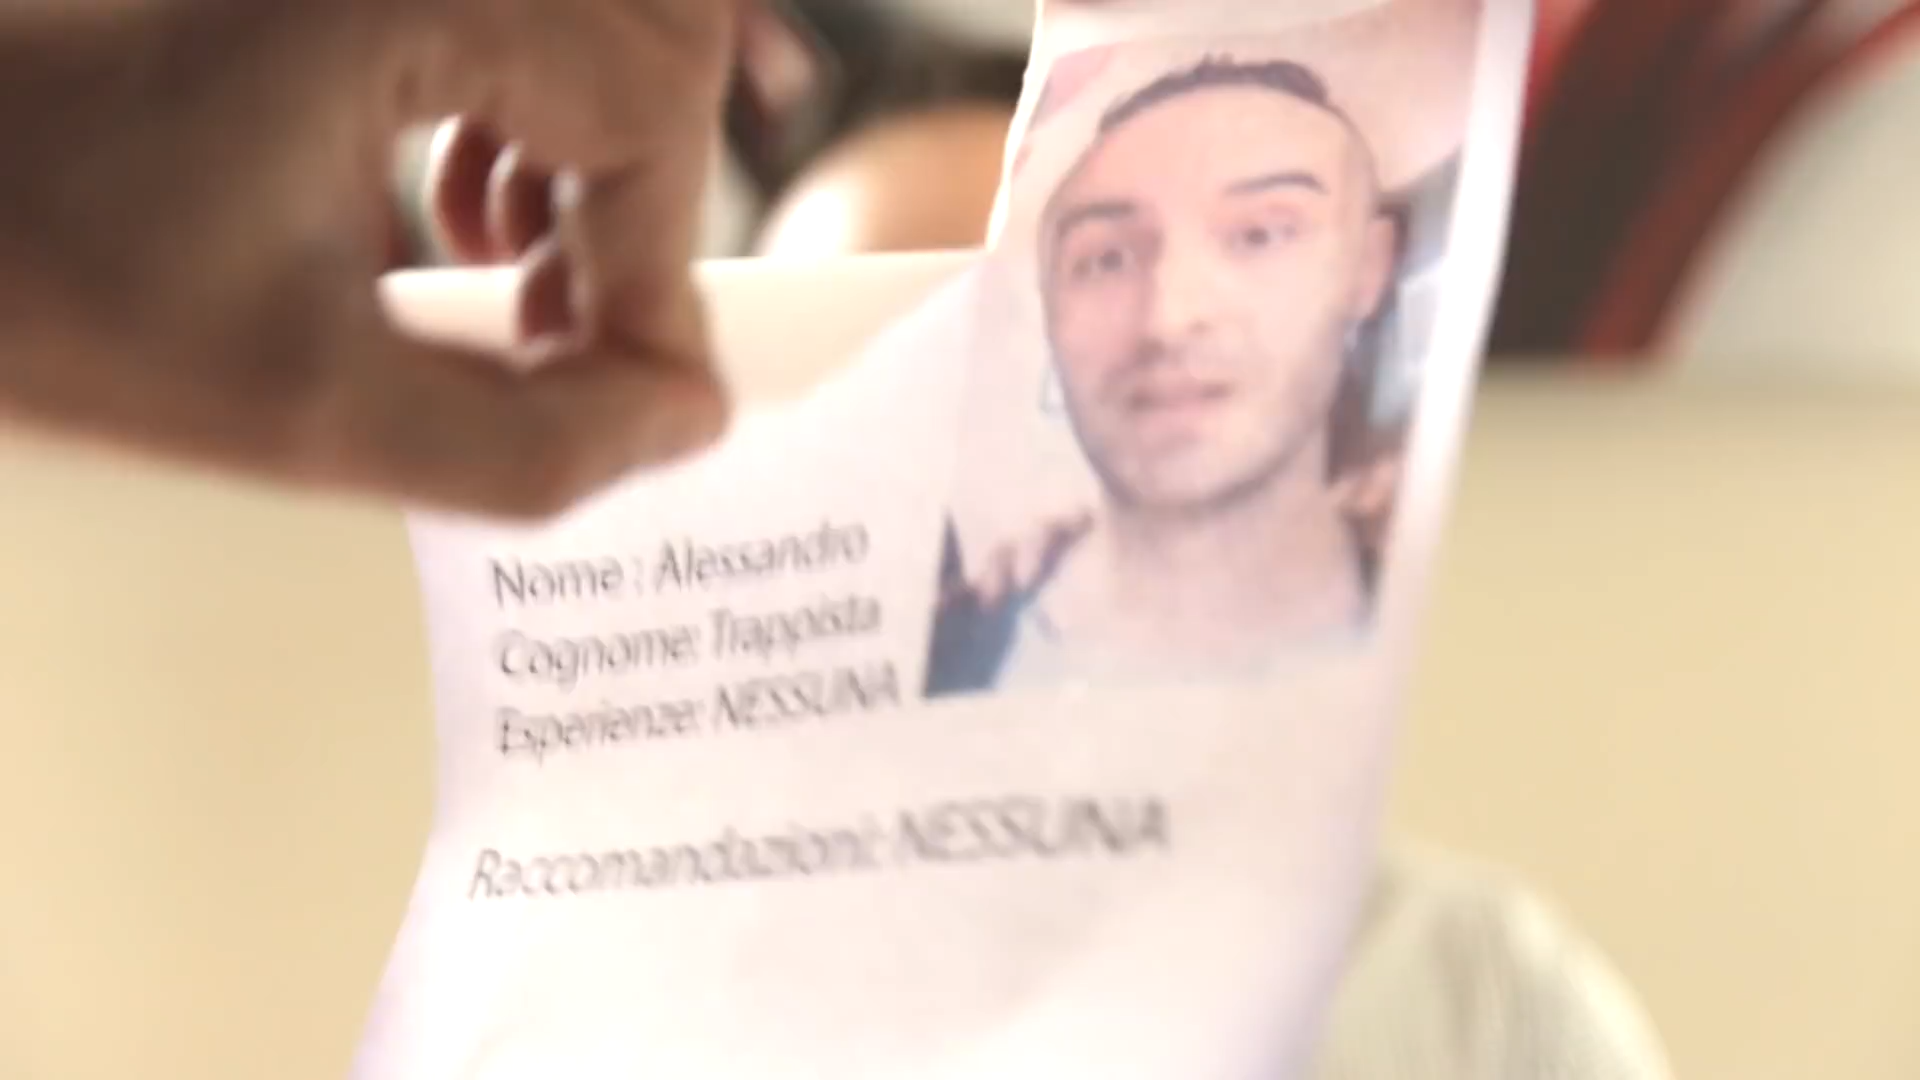 Nome : Alessandro
Cognome: Trappista
Esperienze: NESSUNA
Raccomandazioni: NESSUNA